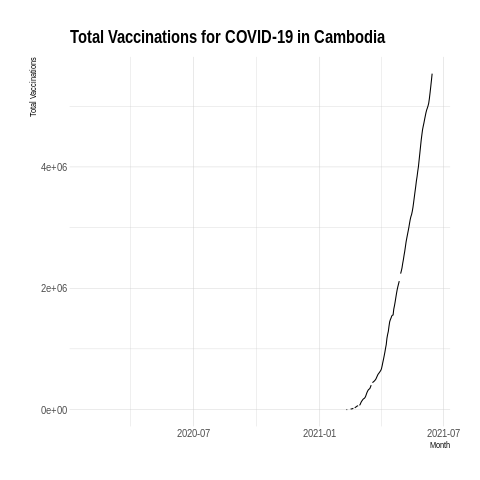 Total Vaccinations for COVID-19 in Cambodia
Total Vaccinations
4e+06
2e+06
0e+00
2020-07
2021-01
2021-07
Month